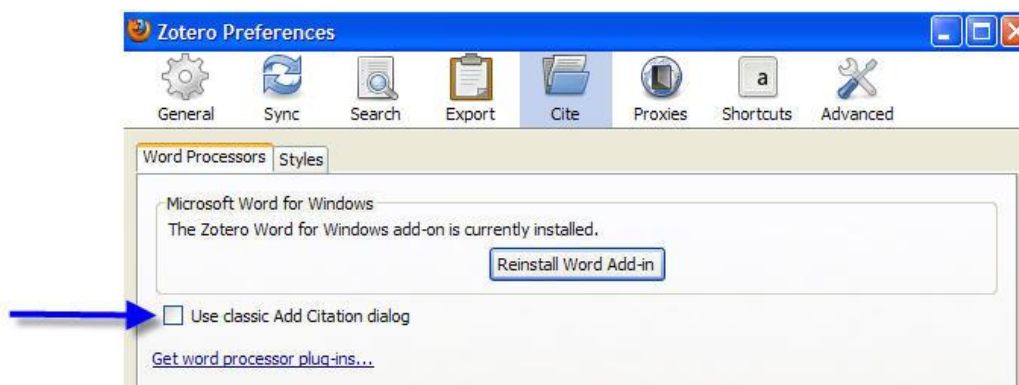 Zotero Preferences
General Sync Search Export Cite Proxies Shortcuts Advanced
Word Processors Styles
Microsoft Word for Windows
The Zotero Word for Windows add-on is currently installed.
Reinstall Word Add-in
Use classic Add Citation dialog
Get word processor plug-ins...